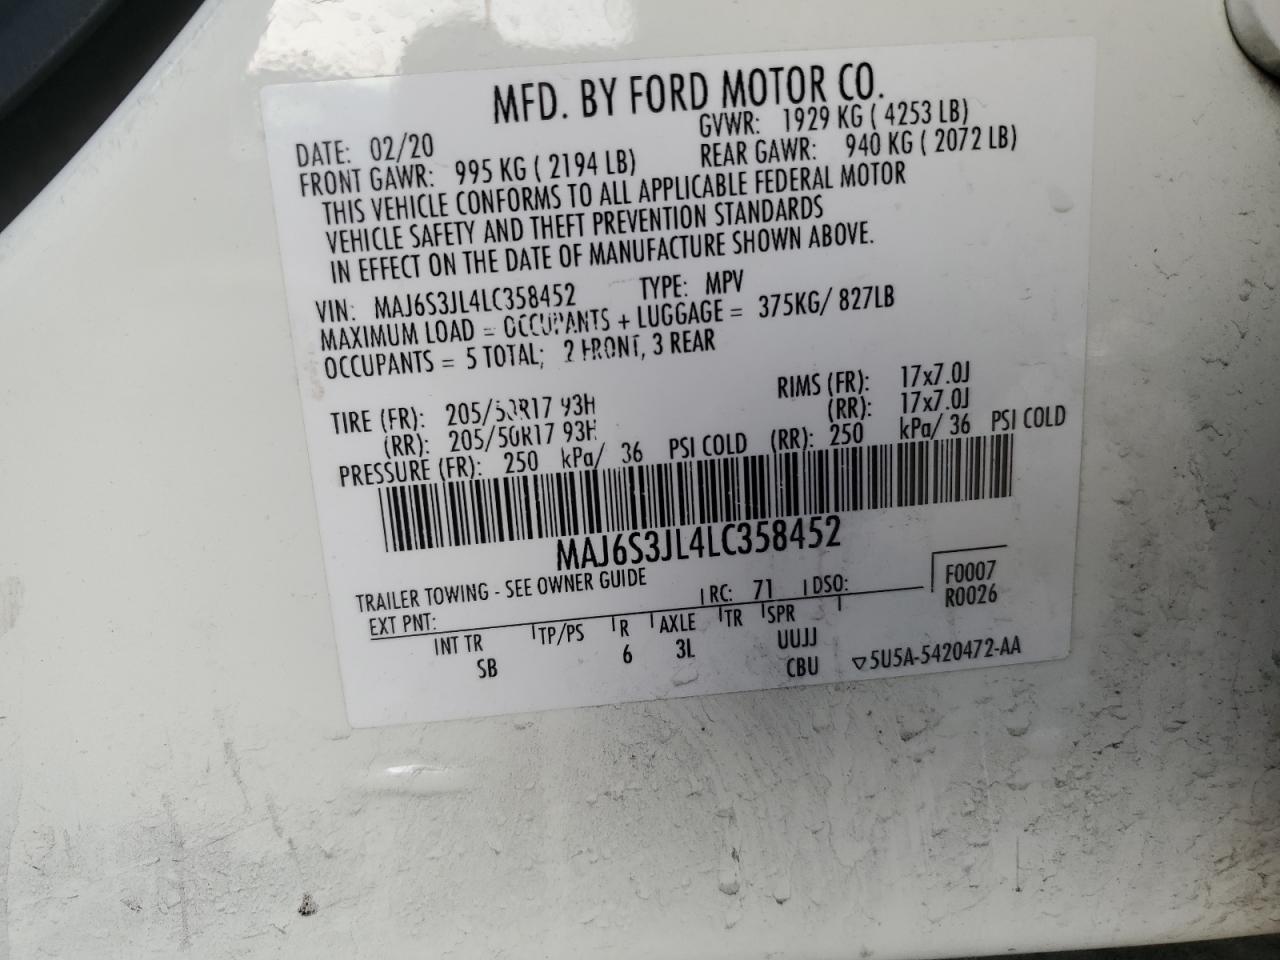 MFD. BY FORD MOTOR CO.
DATE: 02/20 GVWR: 1929 KG ( 4253 LB)
FRONT GAWR: 995 KG ( 2194 LB) REAR GAWR: 940 KG ( 2072 LB)
THIS VEHICLE CONFORMS TO ALL APPLICABLE FEDERAL MOTOR
VEHICLE SAFETY AND THEFT PREVENTION STANDARDS
IN EFFECT ON THE DATE OF MANUFACTURE SHOWN ABOVE.
VIN: MAJ6S3JL4LC358452 TYPE: MPV
MAXIMUM LOAD = OCCUPANTS + LUGGAGE = 375KG/ 827LB
OCCUPANTS = 5 TOTAL; 2 FRONT, 3 REAR
TIRE (FR): 205/50R17 93H RIMS (FR): 17x7.0J
(RR): 205/50R17 93H (RR): 17x7.0J
PRESSURE (FR): 250 kPa/ 36 PSI COLD (RR): 250 kPa/ 36 PSI COLD
MAJ6S3JL4LC358452
TRAILER TOWING - SEE OWNER GUIDE
EXT PNT: RC: 71 DSO: F0007
R0026
INT TR TP/PS R AXLE TR SPR
SB 6 3L UUJJ
CBU ▽5U5A-5420472-AA